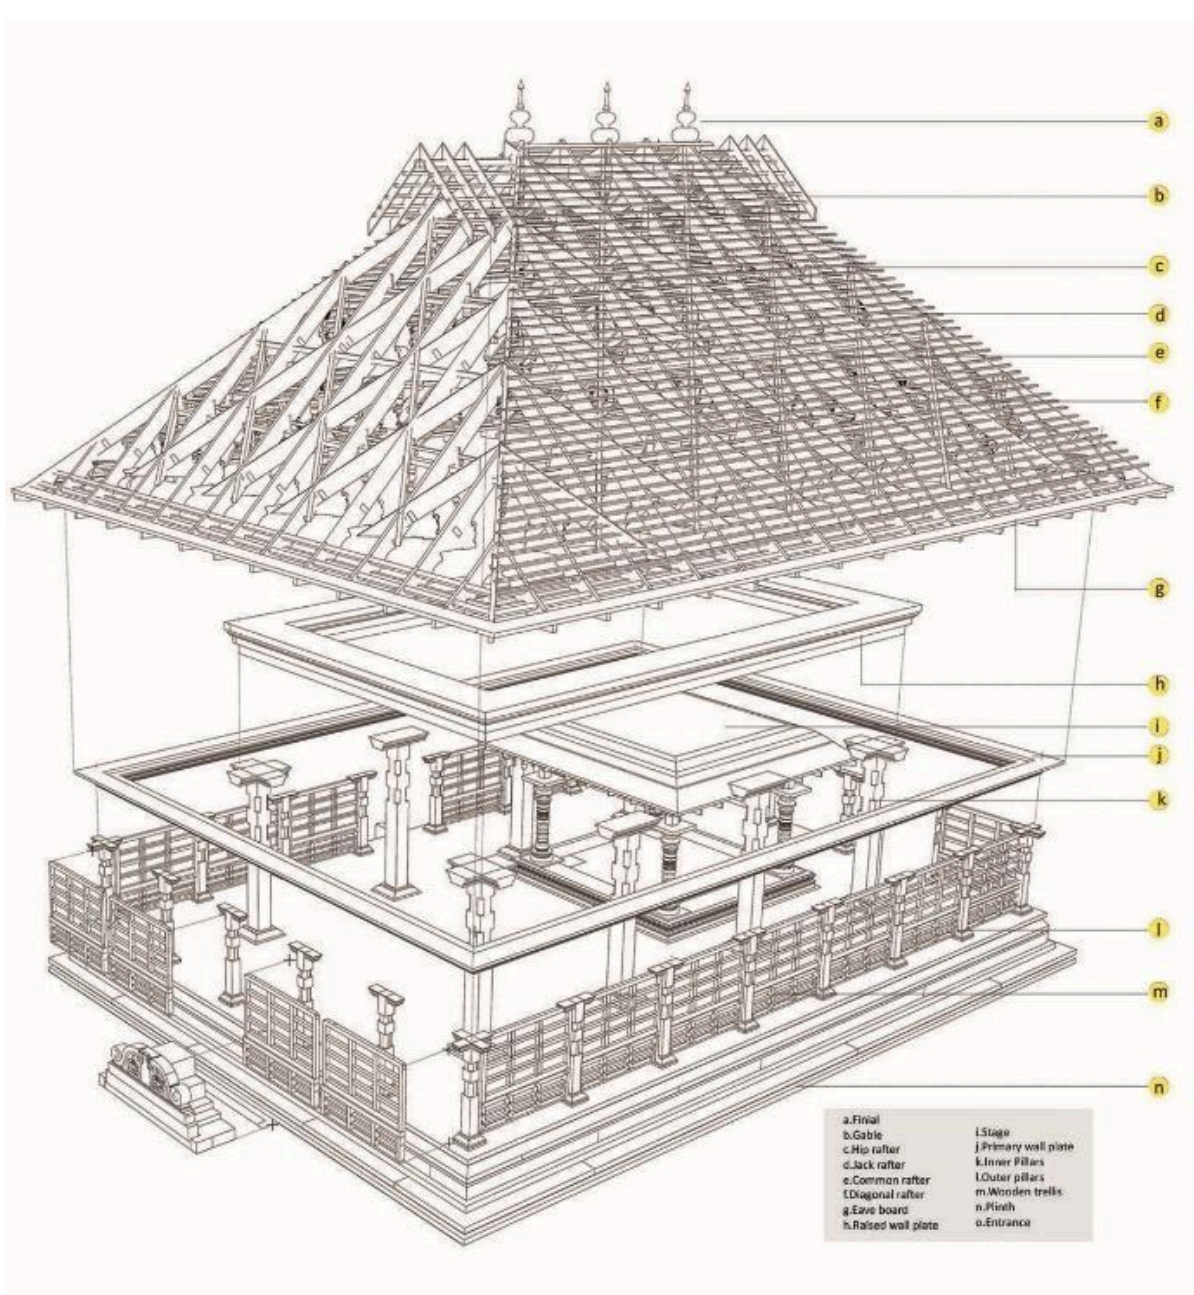 a
b
c
d
e
f
g
h
i
j
k
l
m
n
a.Finial
b.Gable
c.Hip rafter
d.Jack rafter
e.Common rafter
f.Diagonal rafter
g.Eave board
h.Raised wall plate
i.Stage
j.Primary wall plate
k.Inner Pillars
l.Outer pillars
m.Wooden trellis
n.Plinth
o.Entrance